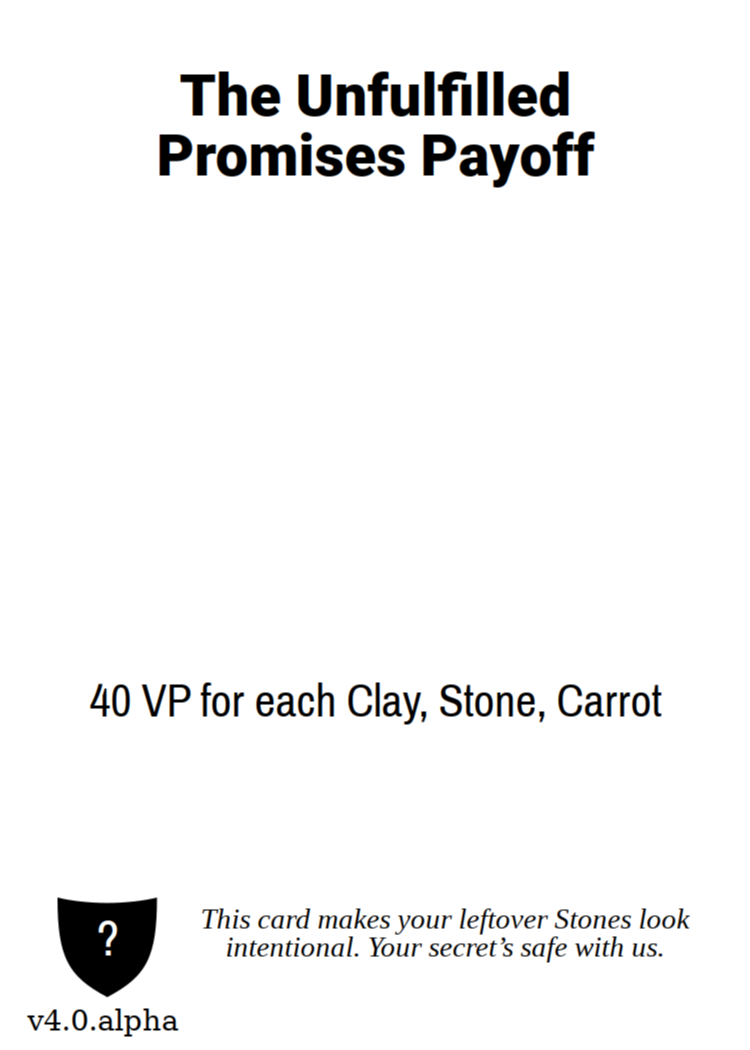 The Unfulfilled
Promises Payoff
40 VP for each Clay, Stone, Carrot
?
This card makes your leftover Stones look
intentional. Your secret’s safe with us.
v4.0.alpha